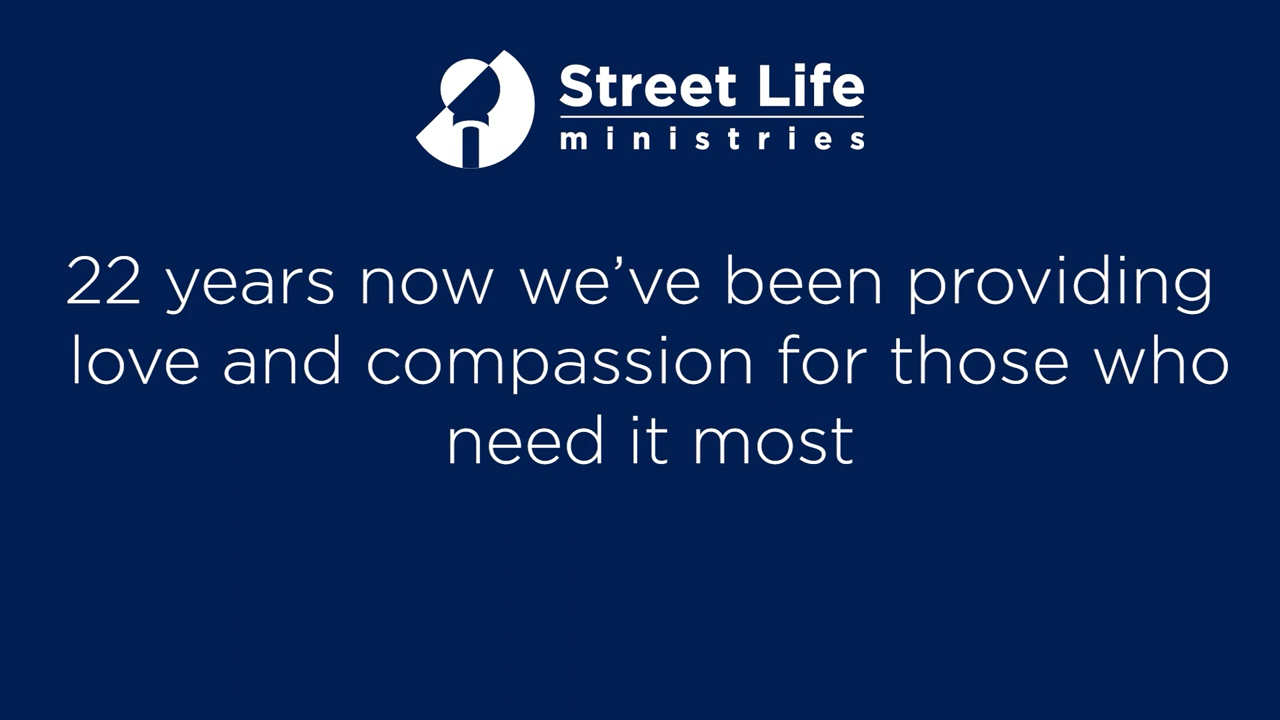 Street Life
ministries
22 years now we’ve been providing
love and compassion for those who
need it most